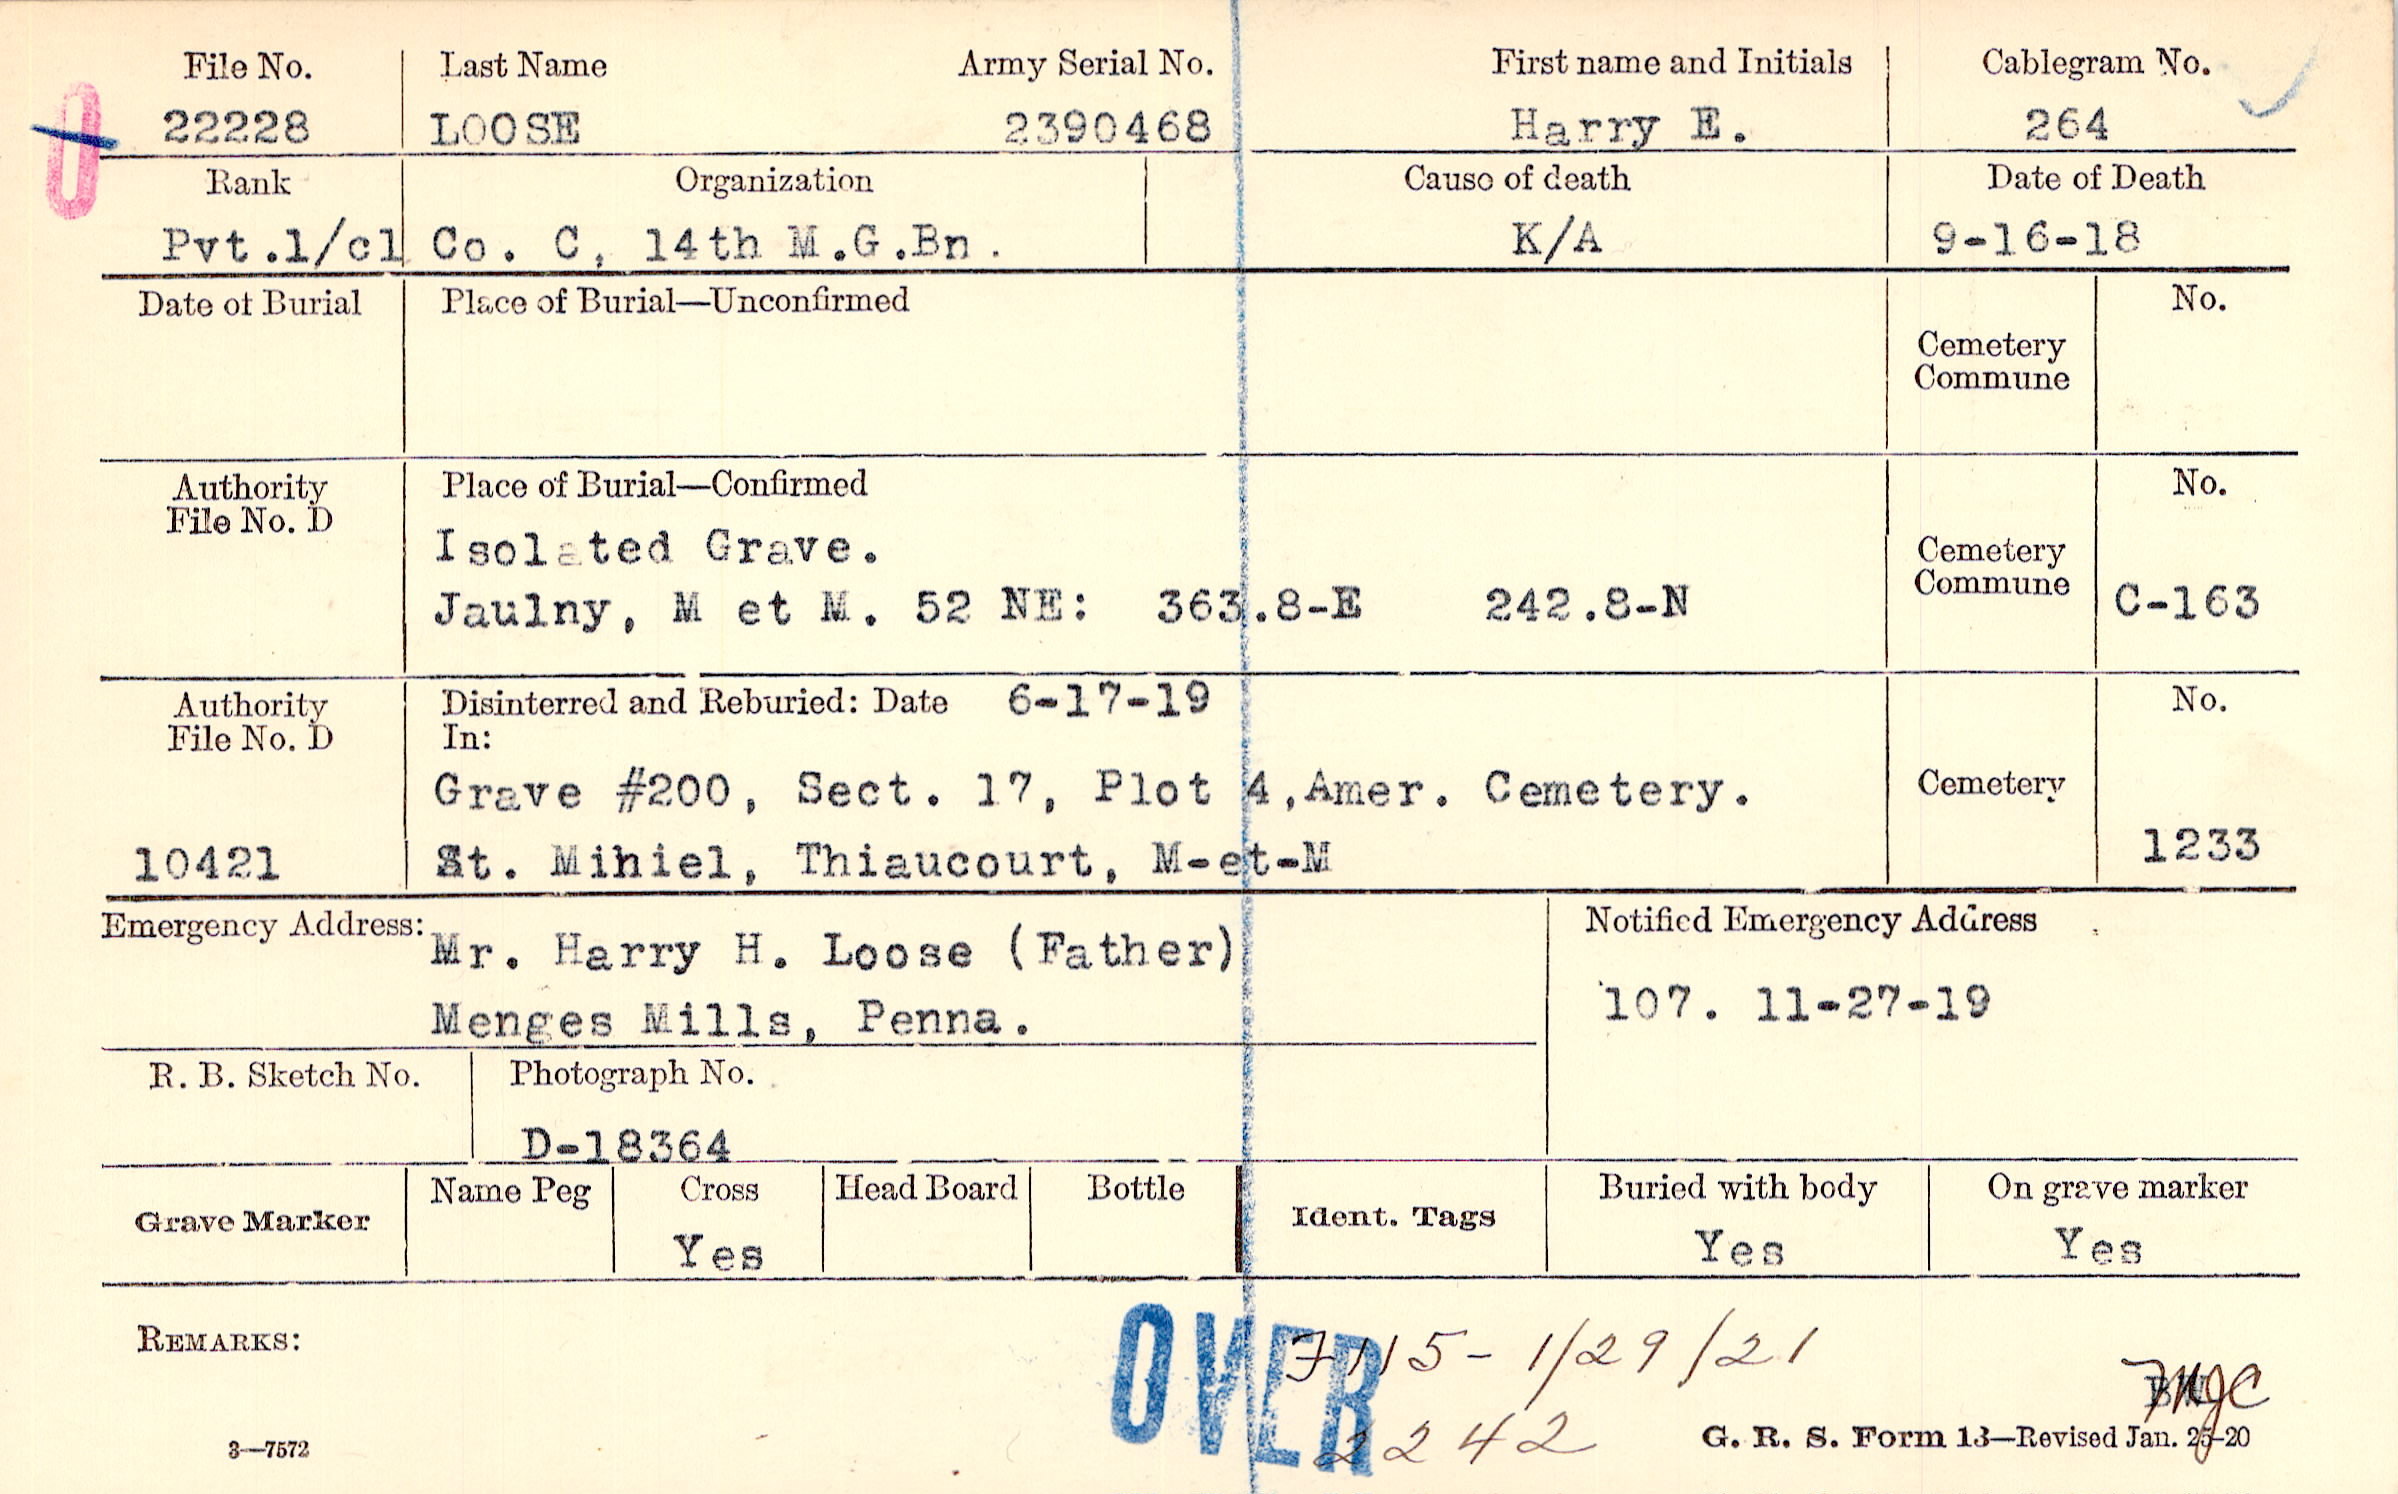 File No. Last Name Army Serial No. First name and Initials Cablegram No.
22228 LOOSE 2390468 Harry E. 264
Rank Organization Cause of death Date of Death
Pvt.1/cl Co. C, 14th M.G.Bn. K/A 9-16-18
Date of Burial Place of Burial—Unconfirmed No.
Cemetery
Commune
Authority Place of Burial—Confirmed No.
File No. D
Isolated Grave.
Cemetery
Commune
Jaulny, M et M. 52 NE: 363.8-E 242.8-N C-163
Authority Disinterred and Reburied: Date 6-17-19 No.
File No. D In:
Grave #200, Sect. 17, Plot 4,Amer. Cemetery. Cemetery
10421 St. Mihiel, Thiaucourt, M-et-M 1233
Emergency Address: Notified Emergency Address
Mr. Harry H. Loose (Father)
107. 11-27-19
Menges Mills, Penna.
R. B. Sketch No. Photograph No.
D-18364
Grave Marker Name Peg Cross Head Board Bottle Ident. Tags Buried with body On grave marker
Yes Yes Yes
REMARKS:
OVER
7115- 1/29/21
2242
3—7572 G. R. S. Form 13—Revised Jan. 25-20